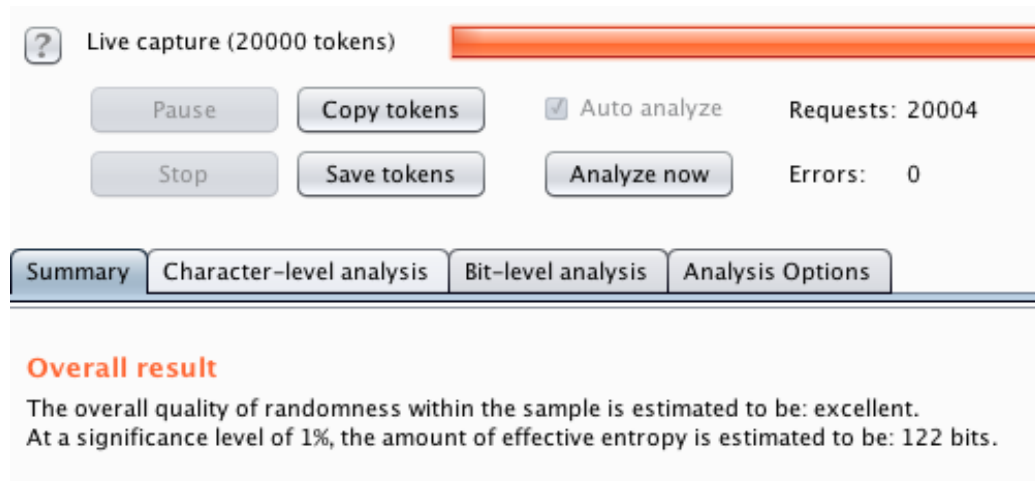 ?
Live capture (20000 tokens)
Pause
Copy tokens
Auto analyze
Requests: 20004
Stop
Save tokens
Analyze now
Errors: 0
Summary
Character-level analysis
Bit-level analysis
Analysis Options
Overall result
The overall quality of randomness within the sample is estimated to be: excellent.
At a significance level of 1%, the amount of effective entropy is estimated to be: 122 bits.